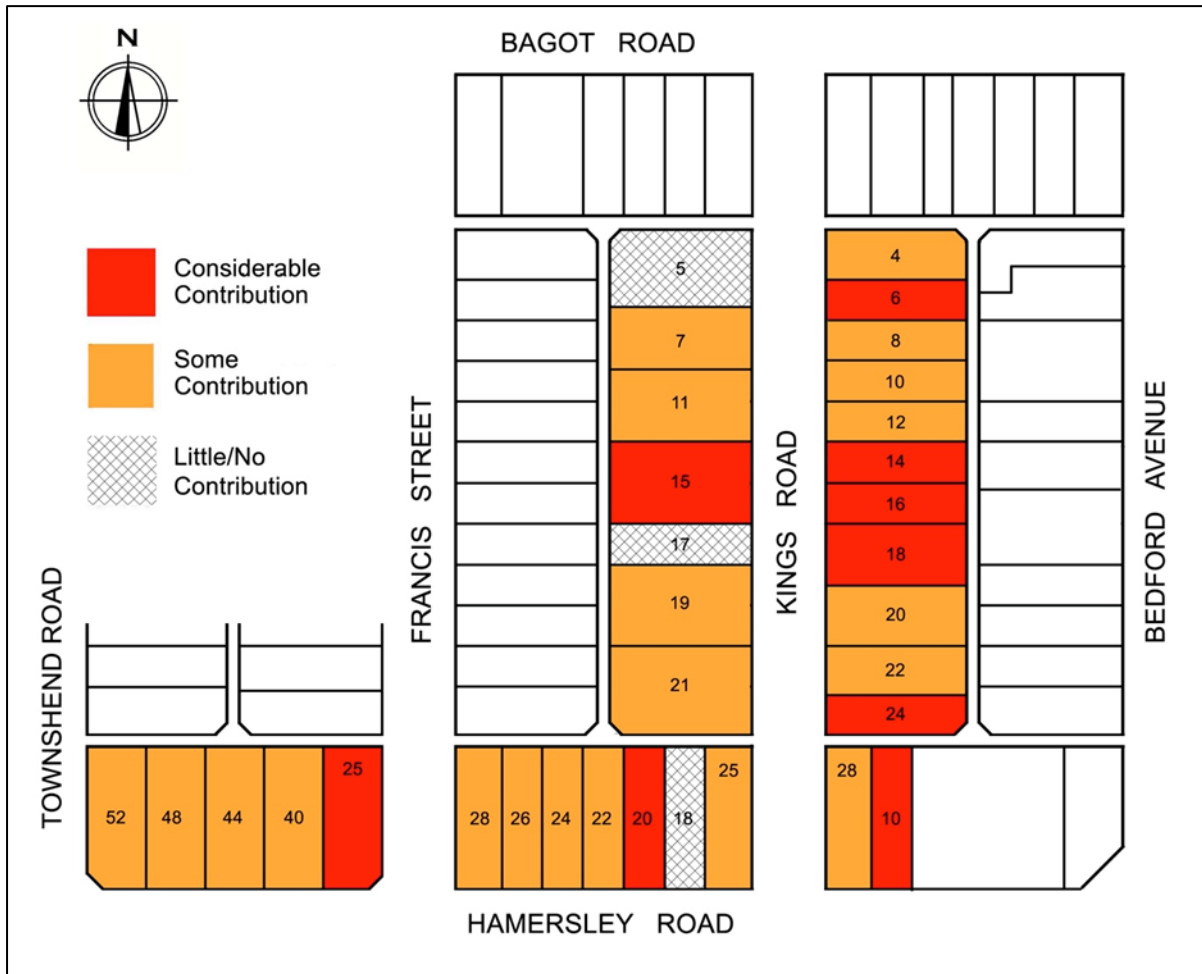 N
BAGOT ROAD
Considerable
Contribution
Some
Contribution
Little/No
Contribution
TOWNSHEND ROAD
FRANCIS STREET
KINGS ROAD
BEDFORD AVENUE
5
7
11
15
17
19
21
4
6
8
10
12
14
16
18
20
22
24
52
48
44
40
25
28
26
24
22
20
18
25
28
10
HAMERSLEY ROAD